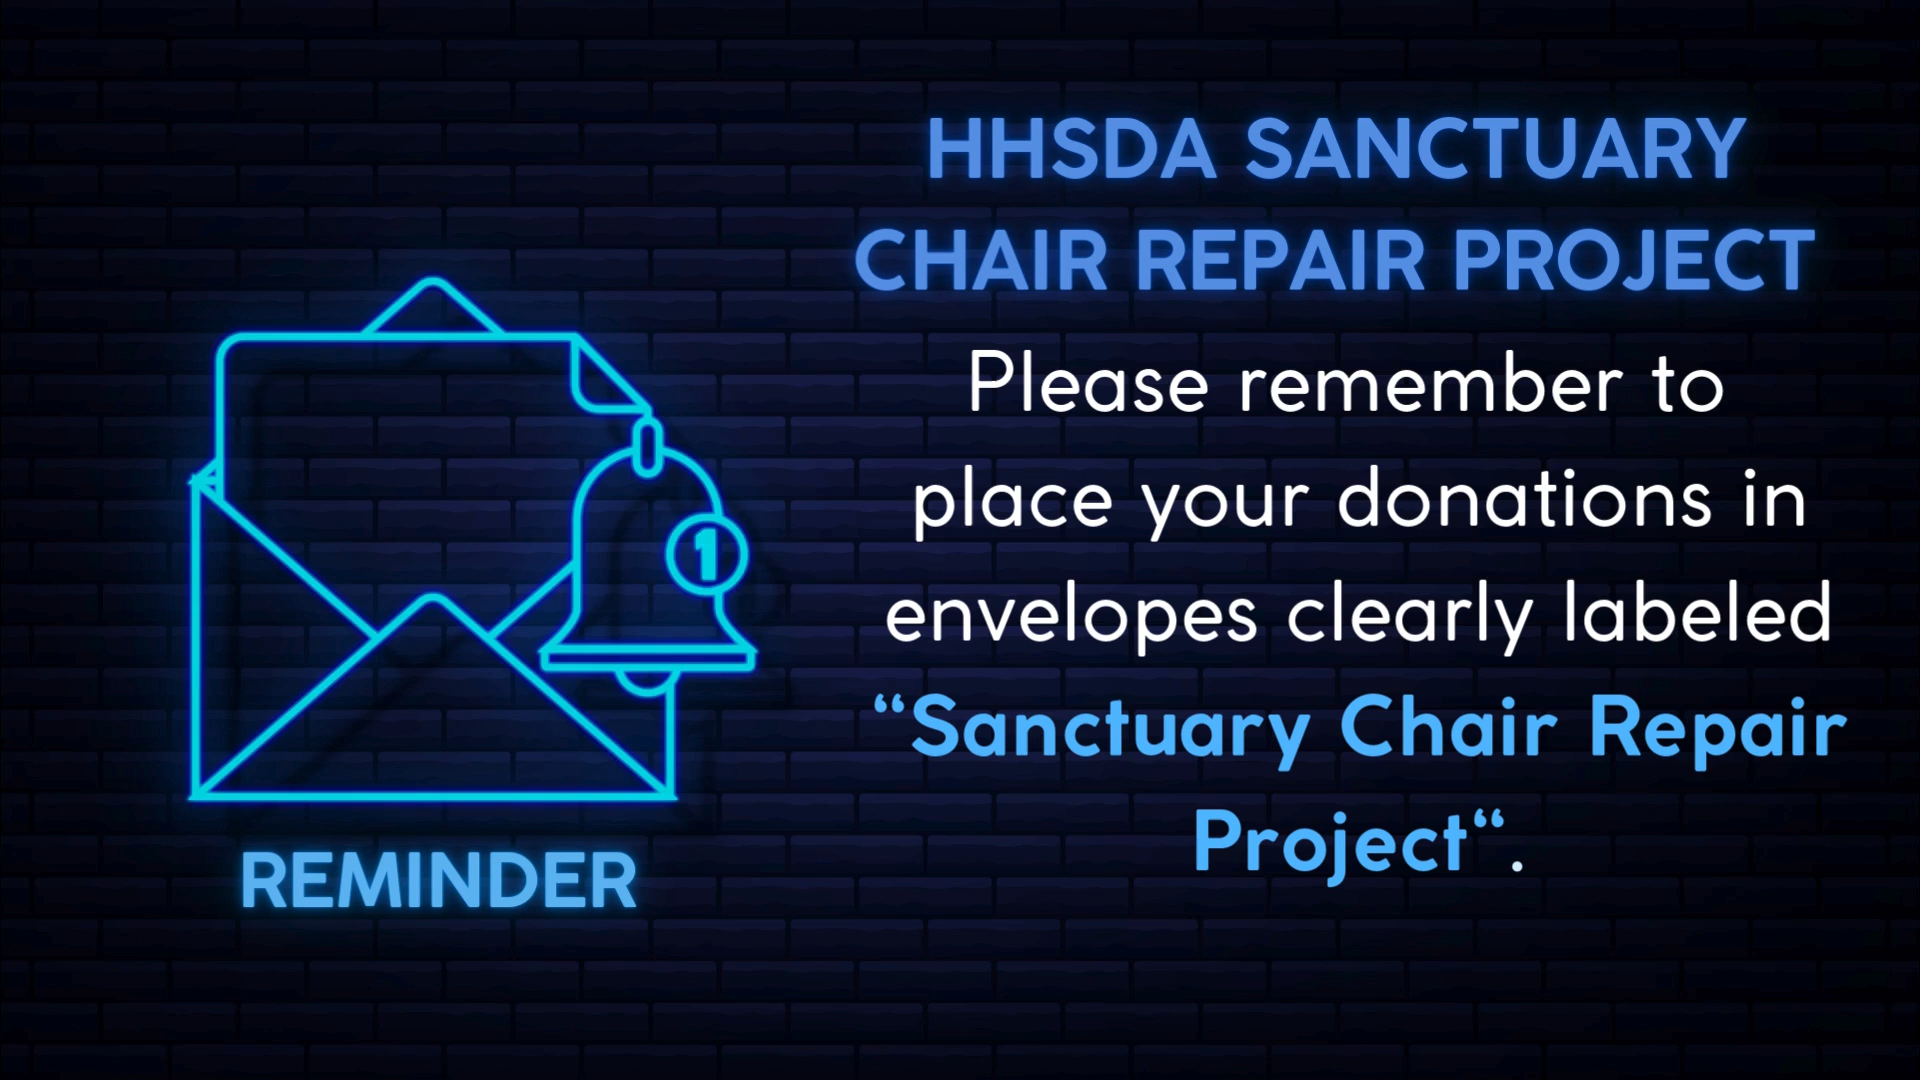 HHSDA SANCTUARY
CHAIR REPAIR PROJECT
Please remember to
place your donations in
envelopes clearly labeled
“Sanctuary Chair Repair
Project“.
1
REMINDER